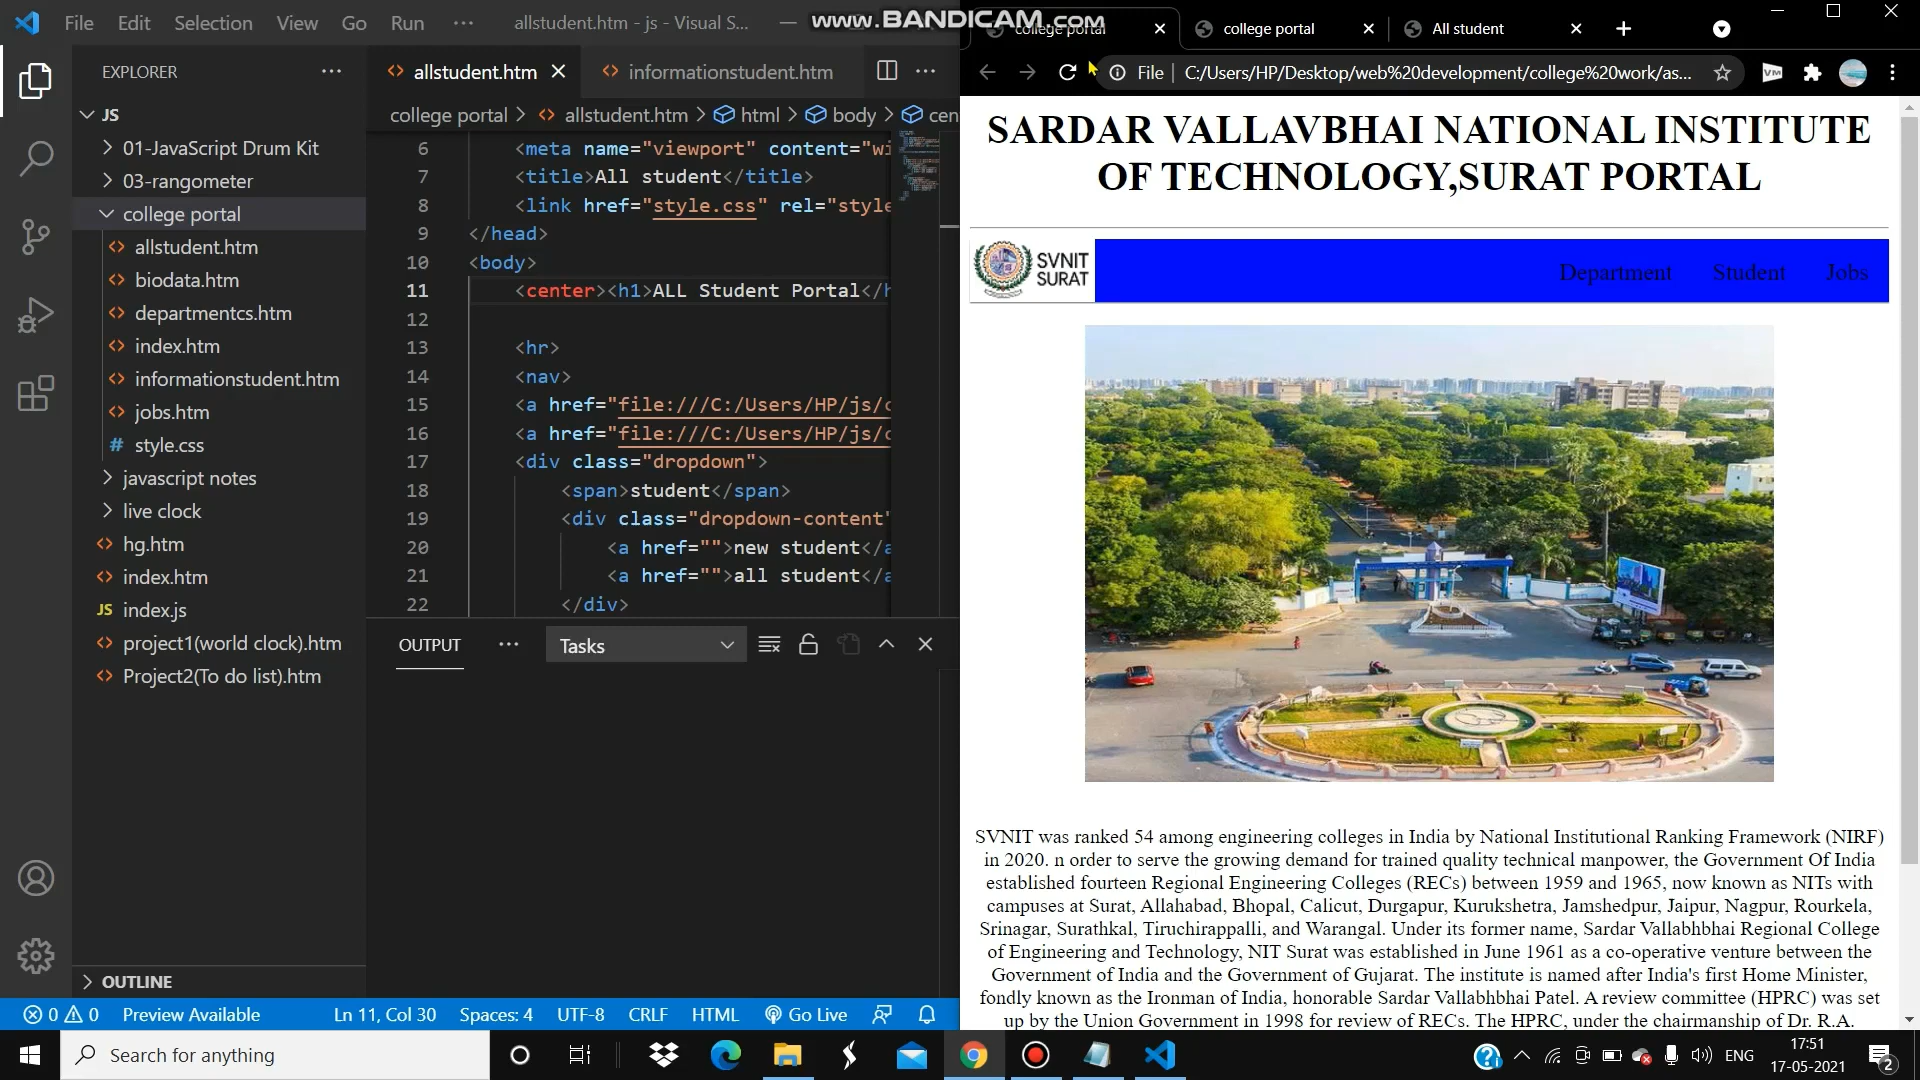 File Edit Selection View Go Run ··· allstudent.htm - js - Visual S...
www.BANDICAM.com
EXPLORER ···
JS
01-JavaScript Drum Kit
03-rangometer
college portal
allstudent.htm
biodata.htm
departmentcs.htm
index.htm
informationstudent.htm
jobs.htm
# style.css
javascript notes
live clock
hg.htm
index.htm
JS index.js
project1(world clock).htm
Project2(To do list).htm
OUTLINE
allstudent.htm informationstudent.htm ···
college portal > allstudent.htm > html > body > cen
6 <meta name="viewport" content="wi
7 <title>All student</title>
8 <link href="style.css" rel="style
9 </head>
10 <body>
11 <center><h1>ALL Student Portal</h
12
13 <hr>
14 <nav>
15 <a href="file:///C:/Users/HP/js/c
16 <a href="file:///C:/Users/HP/js/c
17 <div class="dropdown">
18 <span>student</span>
19 <div class="dropdown-content"
20 <a href="">new student</a
21 <a href="">all student</a
22 </div>
OUTPUT ··· Tasks
0 0 Preview Available Ln 11, Col 30 Spaces: 4 UTF-8 CRLF HTML Go Live
college portal college portal All student
File C:/Users/HP/Desktop/web%20development/college%20work/as...
VM
SARDAR VALLAVBHAI NATIONAL INSTITUTE
OF TECHNOLOGY,SURAT PORTAL
SVNIT
SURAT
Department Student Jobs
SVNIT was ranked 54 among engineering colleges in India by National Institutional Ranking Framework (NIRF)
in 2020. n order to serve the growing demand for trained quality technical manpower, the Government Of India
established fourteen Regional Engineering Colleges (RECs) between 1959 and 1965, now known as NITs with
campuses at Surat, Allahabad, Bhopal, Calicut, Durgapur, Kurukshetra, Jamshedpur, Jaipur, Nagpur, Rourkela,
Srinagar, Surathkal, Tiruchirappalli, and Warangal. Under its former name, Sardar Vallabhbhai Regional College
of Engineering and Technology, NIT Surat was established in June 1961 as a co-operative venture between the
Government of India and the Government of Gujarat. The institute is named after India's first Home Minister,
fondly known as the Ironman of India, honorable Sardar Vallabhbhai Patel. A review committee (HPRC) was set
up by the Union Government in 1998 for review of RECs. The HPRC, under the chairmanship of Dr. R.A.
Search for anything
ENG
17:51
17-05-2021
2